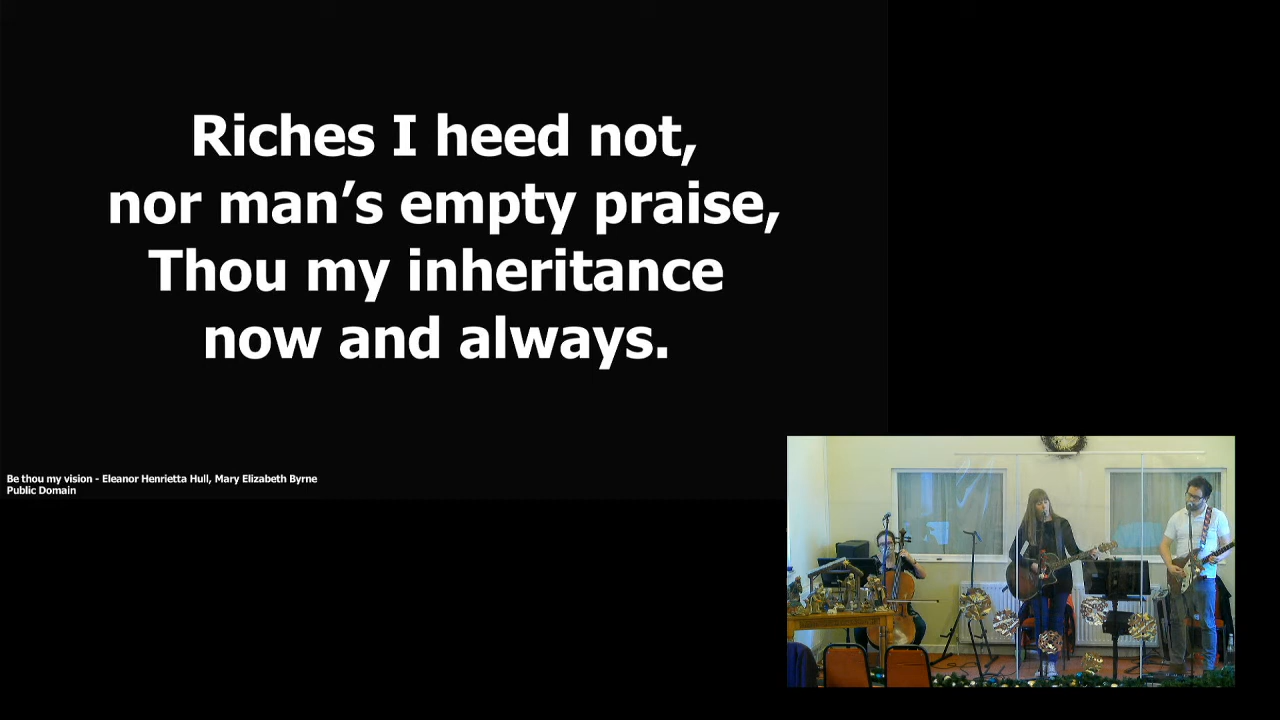 Riches I heed not,
nor man’s empty praise,
Thou my inheritance
now and always.
Be thou my vision - Eleanor Henrietta Hull, Mary Elizabeth Byrne
Public Domain